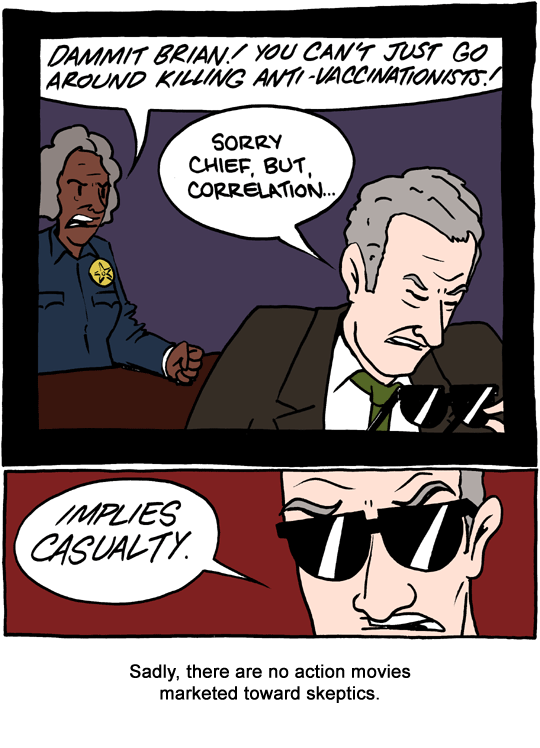 DAMMIT BRIAN! YOU CAN'T JUST GO
AROUND KILLING ANTI-VACCINATIONISTS!
SORRY
CHIEF, BUT,
CORRELATION...
IMPLIES
CASUALTY.
Sadly, there are no action movies
marketed toward skeptics.